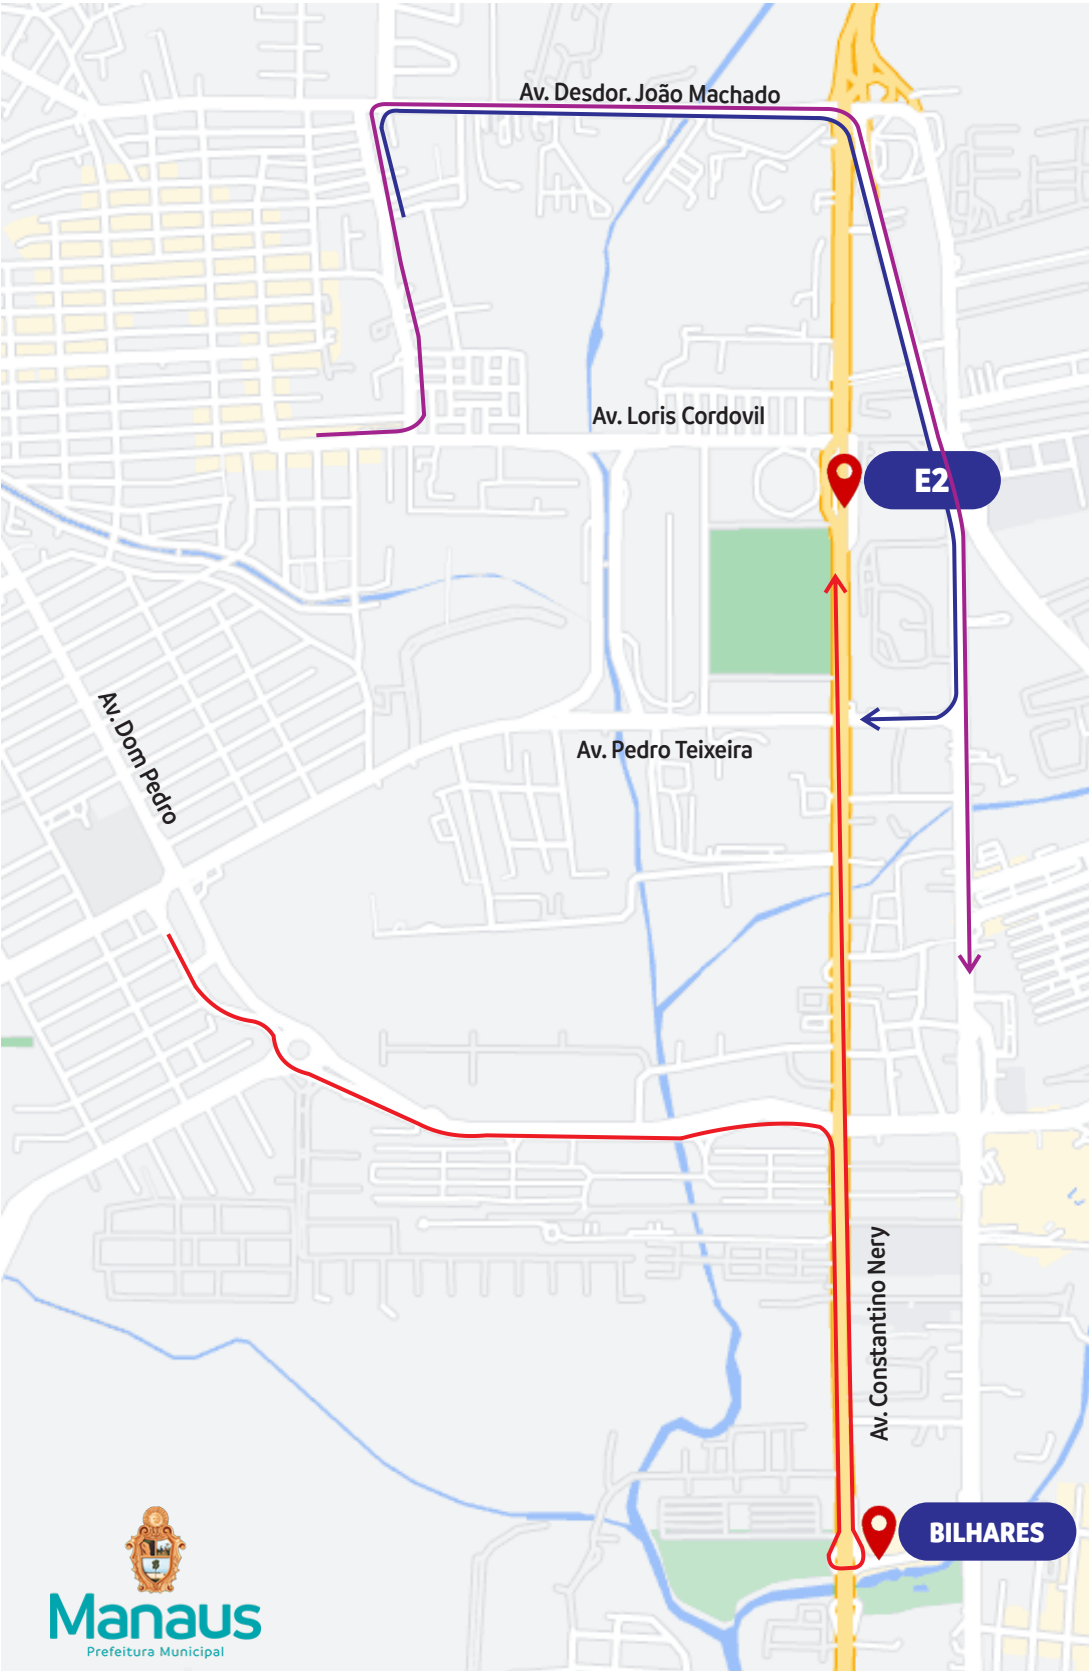 Av. Desdor. João Machado
Av. Loris Cordovil
E2
Av. Dom Pedro
Av. Pedro Teixeira
Av. Constantino Nery
BILHARES
Manaus
Prefeitura Municipal